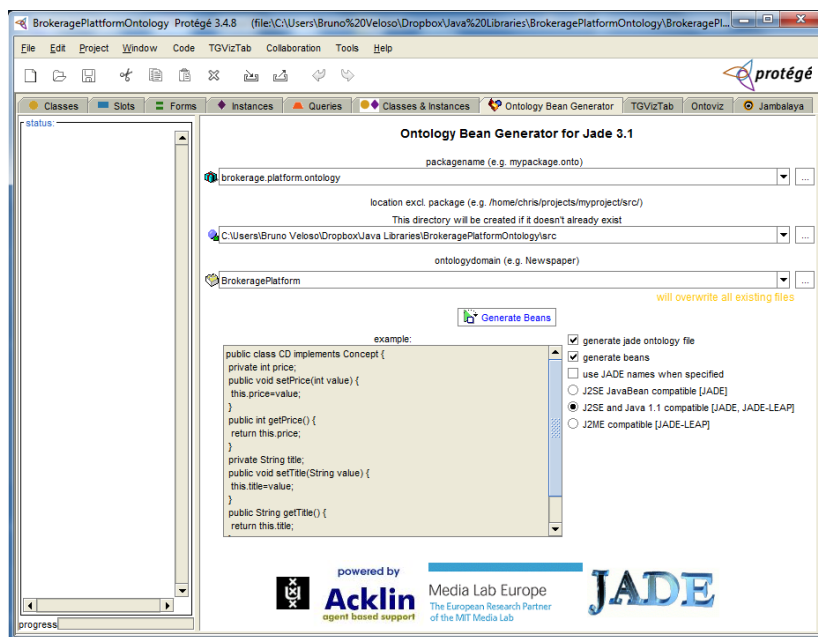 BrokeragePlattformOntology Protégé 3.4.8 (file:\C:\Users\Bruno%20Veloso\Dropbox\Java%20Libraries\BrokeragePlatformOntology\BrokeragePl...
File Edit Project Window Code TGVizTab Collaboration Tools Help
protégé
Classes Slots Forms Instances Queries Classes & Instances Ontology Bean Generator TGVizTab Ontoviz Jambalaya
status:
Ontology Bean Generator for Jade 3.1
packagename (e.g. mypackage.onto)
brokerage.platform.ontology
...
location excl. package (e.g. /home/chris/projects/myproject/src/)
This directory will be created if it doesn't already exist
C:\Users\Bruno Veloso\Dropbox\Java Libraries\BrokeragePlatformOntology\src
...
ontologydomain (e.g. Newspaper)
BrokeragePlatform
...
will overwrite all existing files
Generate Beans
example:
public class CD implements Concept {
private int price;
public void setPrice(int value) {
this.price=value;
}
public int getPrice() {
return this.price;
}
private String title;
public void setTitle(String value) {
this.title=value;
}
public String getTitle() {
return this.title;
generate jade ontology file
generate beans
use JADE names when specified
J2SE JavaBean compatible [JADE]
J2SE and Java 1.1 compatible [JADE, JADE-LEAP]
J2ME compatible [JADE-LEAP]
powered by
Acklin
agent based support
Media Lab Europe
The European Research Partner
of the MIT Media Lab
JADE
progress